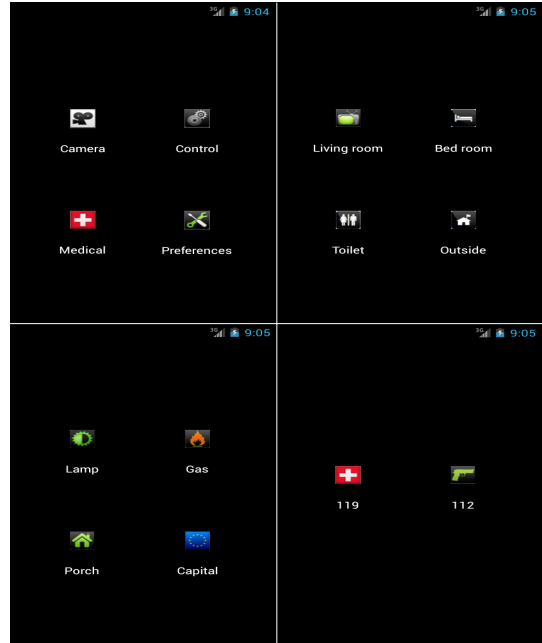 3G 9:04
Camera Control
Medical Preferences
3G 9:05
Living room Bed room
Toilet Outside
3G 9:05
Lamp Gas
Porch Capital
3G 9:05
119 112